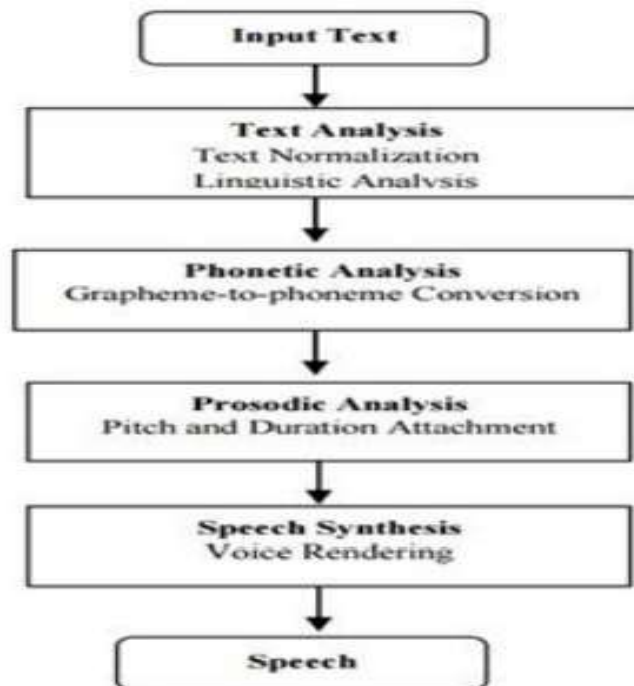 Input Text
Text Analysis
Text Normalization
Linguistic Analysis
Phonetic Analysis
Grapheme-to-phoneme Conversion
Prosodic Analysis
Pitch and Duration Attachment
Speech Synthesis
Voice Rendering
Speech